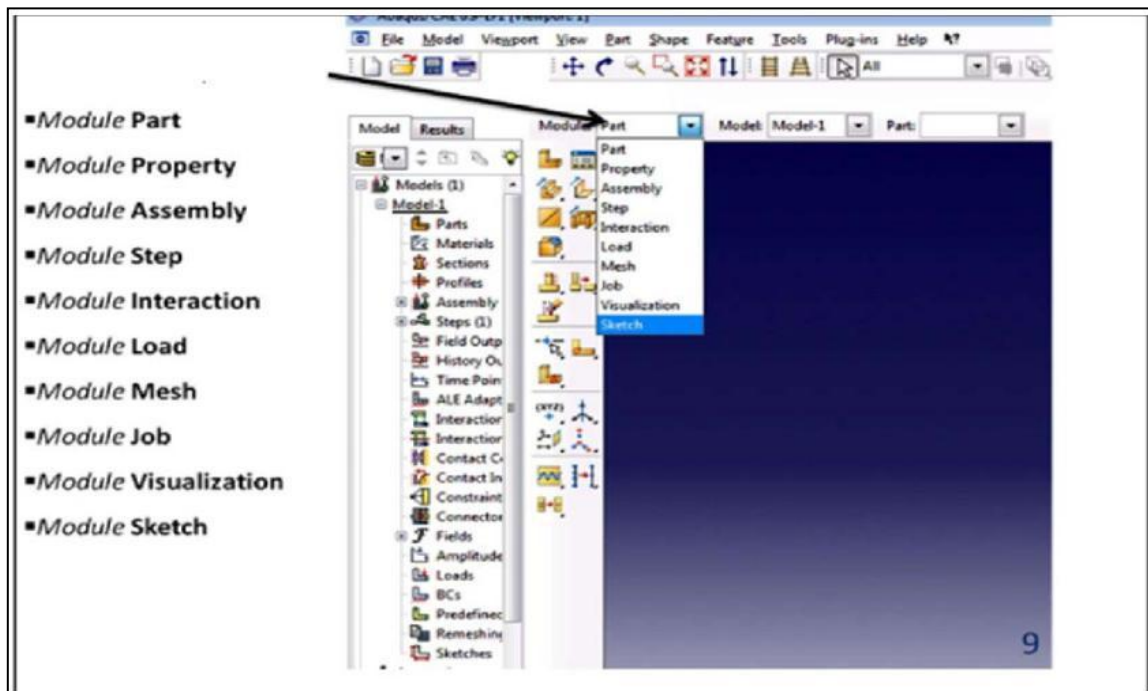 ▪Module Part
▪Module Property
▪Module Assembly
▪Module Step
▪Module Interaction
▪Module Load
▪Module Mesh
▪Module Job
▪Module Visualization
▪Module Sketch
File Model Viewport View Part Shape Feature Tools Plug-ins Help
All
Model Results
Module: Part Model: Model-1 Part:
Part
Property
Assembly
Step
Interaction
Load
Mesh
Job
Visualization
Sketch
Models (1)
Model-1
Parts
Materials
Sections
Profiles
Assembly
Steps (1)
Field Outp
History Ou
Time Poin
ALE Adapt
Interaction
Interaction
Contact Co
Contact In
Constraint
Connector
Fields
Amplitude
Loads
BCs
Predefined
Remeshing
Sketches
(XYZ)
9